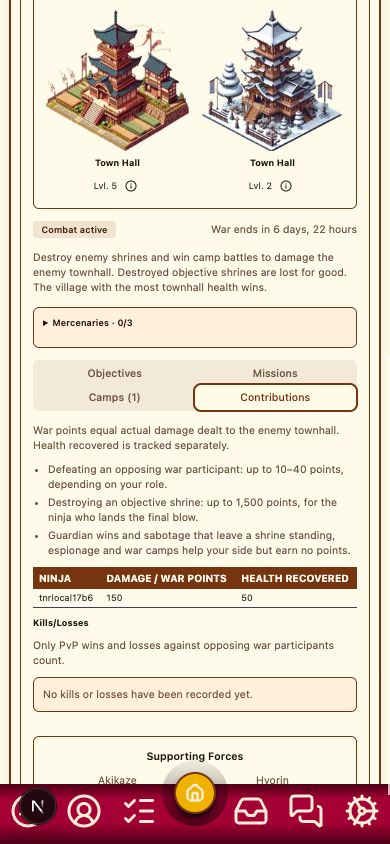 Town Hall
Town Hall
Lvl. 5
Lvl. 2
Combat active
War ends in 6 days, 22 hours
Destroy enemy shrines and win camp battles to damage the
enemy townhall. Destroyed objective shrines are lost for good.
The village with the most townhall health wins.
Mercenaries · 0/3
Objectives
Missions
Camps (1)
Contributions
War points equal actual damage dealt to the enemy townhall.
Health recovered is tracked separately.
• Defeating an opposing war participant: up to 10–40 points,
depending on your role.
• Destroying an objective shrine: up to 1,500 points, for the
ninja who lands the final blow.
• Guardian wins and sabotage that leave a shrine standing,
espionage and war camps help your side but earn no points.
NINJA DAMAGE / WAR POINTS HEALTH RECOVERED
tnrlocal17b6 150 50
Kills/Losses
Only PvP wins and losses against opposing war participants
count.
No kills or losses have been recorded yet.
Supporting Forces
Akikaze
Hyorin
N